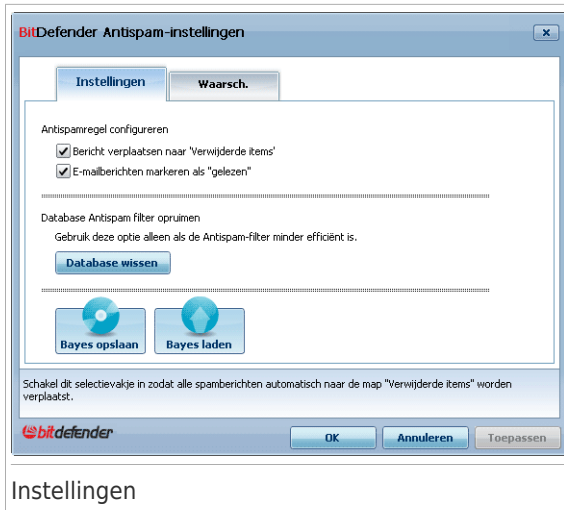 BitDefender Antispam-instellingen
Instellingen
Waarsch.
Antispamregel configureren
Bericht verplaatsen naar 'Verwijderde items'
E-mailberichten markeren als "gelezen"
Database Antispam filter opruimen
Gebruik deze optie alleen als de Antispam-filter minder efficiënt is.
Database wissen
Bayes opslaan
Bayes laden
Schakel dit selectievakje in zodat alle spamberichten automatisch naar de map "Verwijderde items" worden
verplaatst.
bitdefender
OK
Annuleren
Toepassen
Instellingen